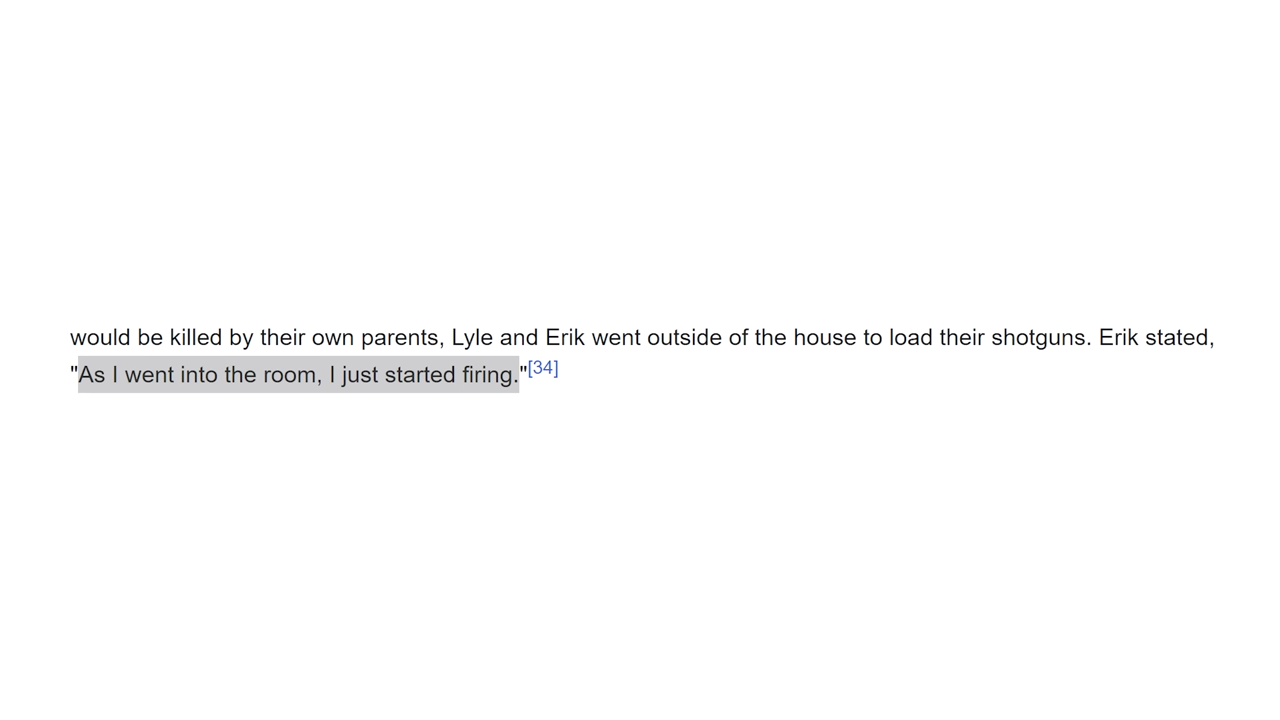 would be killed by their own parents, Lyle and Erik went outside of the house to load their shotguns. Erik stated,
"As I went into the room, I just started firing."[34]